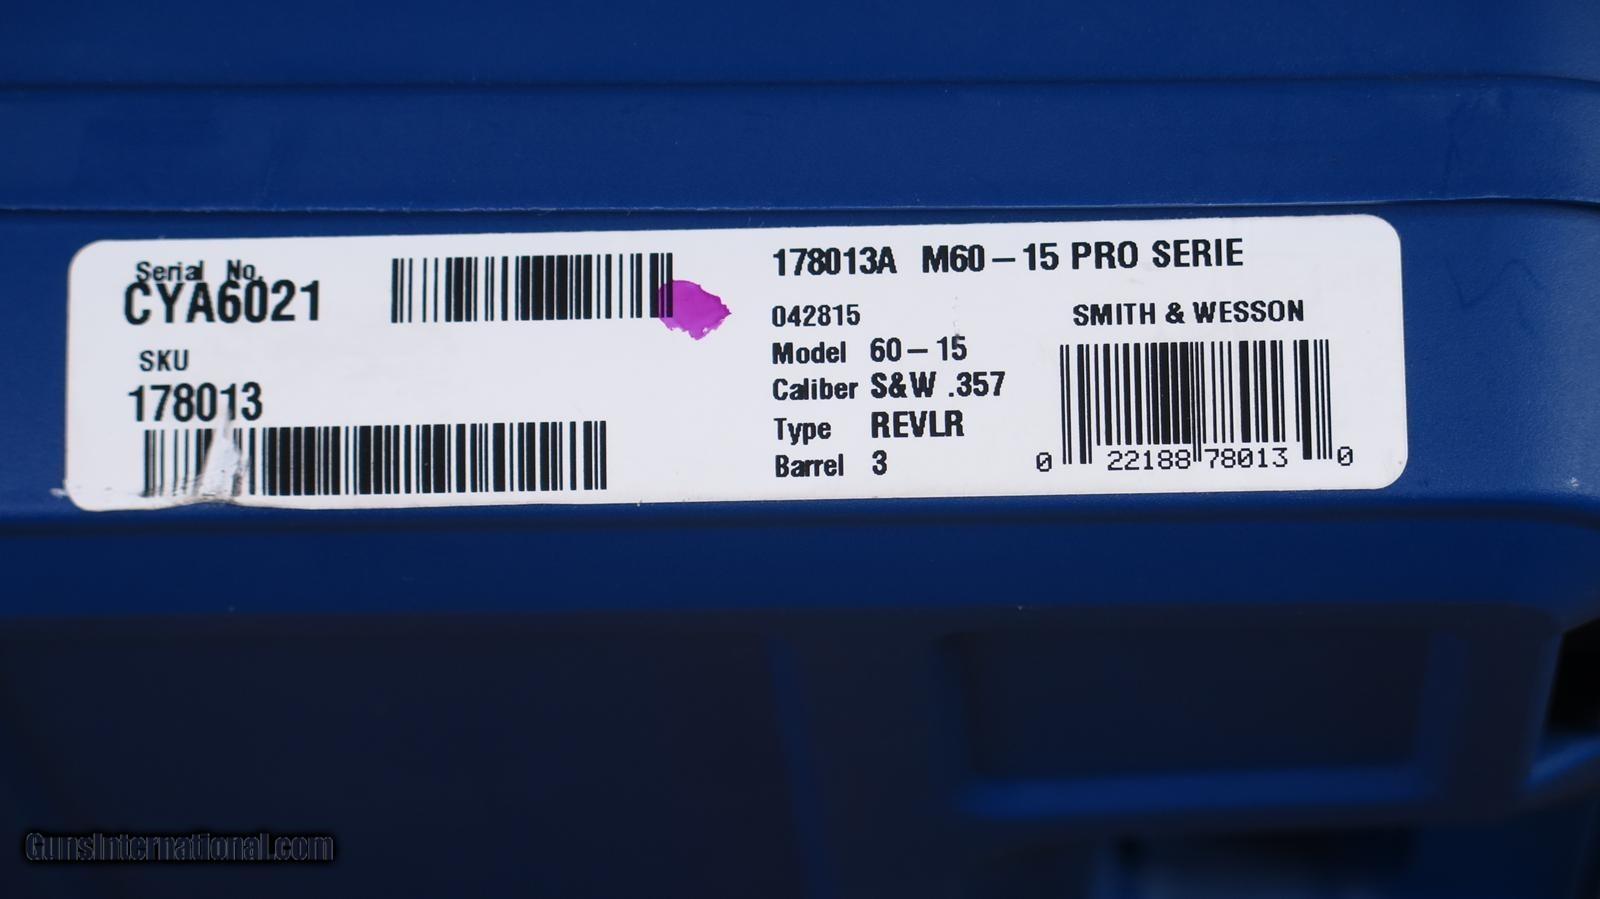 Serial No.
CYA6021
SKU
178013
178013A M60-15 PRO SERIE
042815
SMITH & WESSON
Model 60-15
Caliber S&W .357
Type REVLR
Barrel 3
0 22188 78013 0
GunsInternational.com